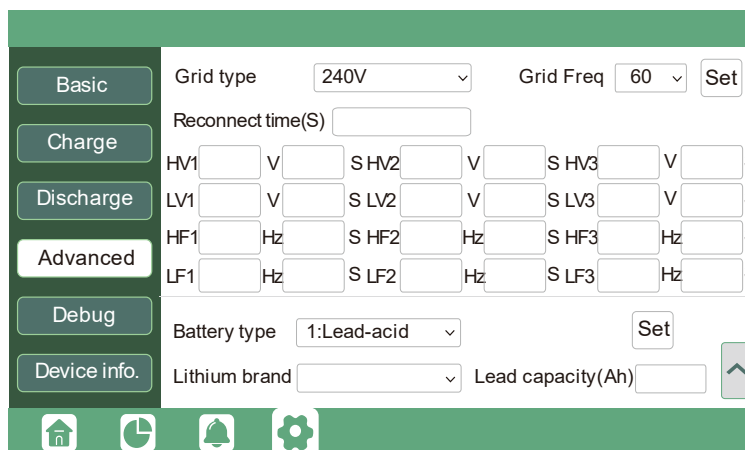 Basic
Charge
Discharge
Advanced
Debug
Device info.
Grid type 240V Grid Freq 60 Set
Reconnect time(S)
HV1 V S HV2 V S HV3 V
LV1 V S LV2 V S LV3 V
HF1 Hz S HF2 Hz S HF3 Hz
LF1 Hz S LF2 Hz S LF3 Hz
Battery type 1:Lead-acid Set
Lithium brand Lead capacity(Ah)